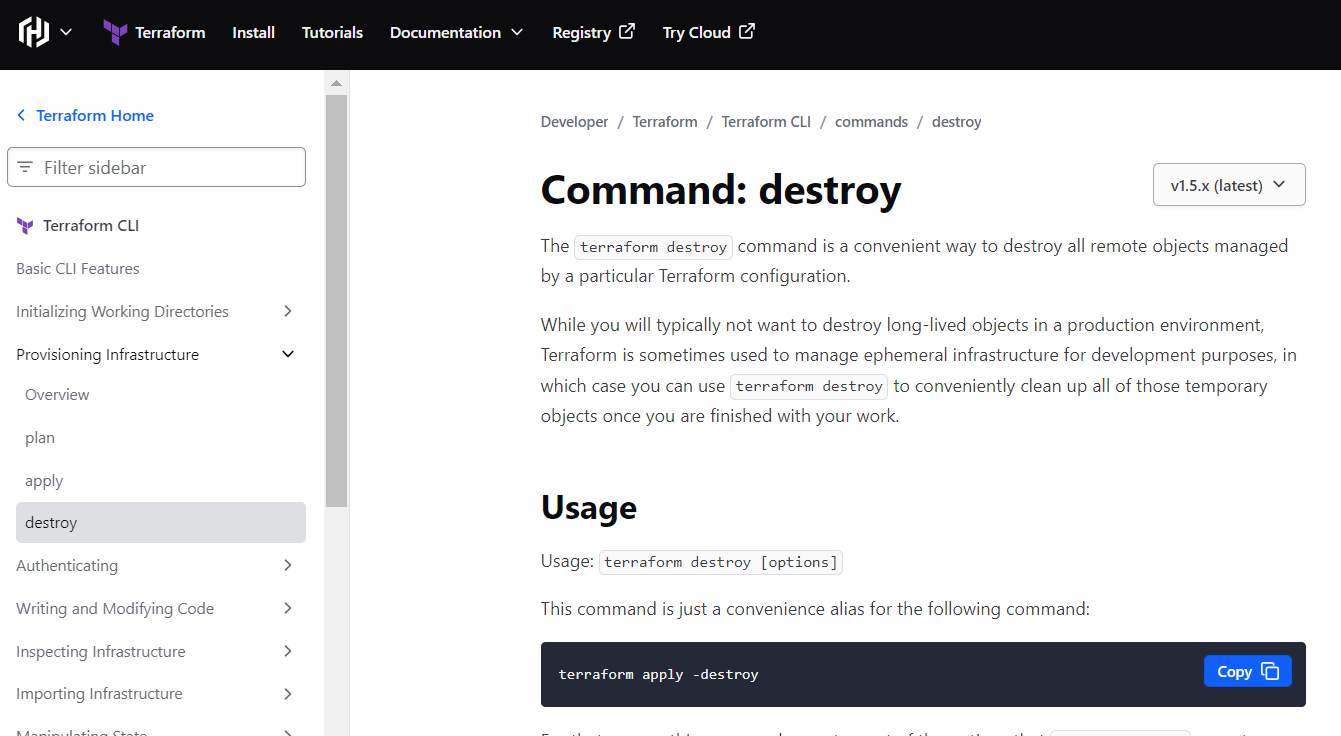 Terraform Install Tutorials Documentation Registry Try Cloud
Terraform Home
Filter sidebar
Terraform CLI
Basic CLI Features
Initializing Working Directories
Provisioning Infrastructure
Overview
plan
apply
destroy
Authenticating
Writing and Modifying Code
Inspecting Infrastructure
Importing Infrastructure
Manipulating State
Developer / Terraform / Terraform CLI / commands / destroy
Command: destroy
v1.5.x (latest)
The terraform destroy command is a convenient way to destroy all remote objects managed
by a particular Terraform configuration.
While you will typically not want to destroy long-lived objects in a production environment,
Terraform is sometimes used to manage ephemeral infrastructure for development purposes, in
which case you can use terraform destroy to conveniently clean up all of those temporary
objects once you are finished with your work.
Usage
Usage: terraform destroy [options]
This command is just a convenience alias for the following command:
terraform apply -destroy
Copy